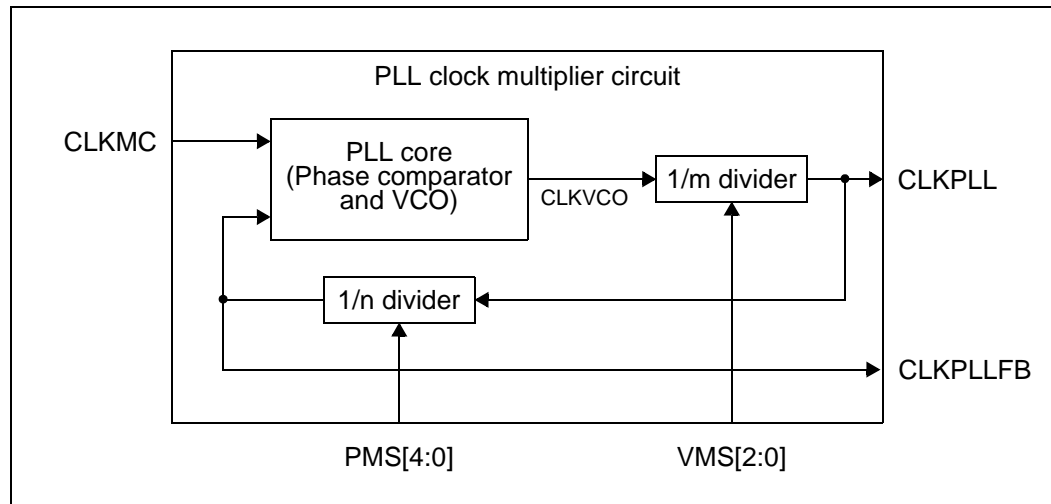 PLL clock multiplier circuit
CLKMC
PLL core
(Phase comparator
and VCO)
CLKVCO
1/m divider
CLKPLL
1/n divider
CLKPLLFB
PMS[4:0]
VMS[2:0]